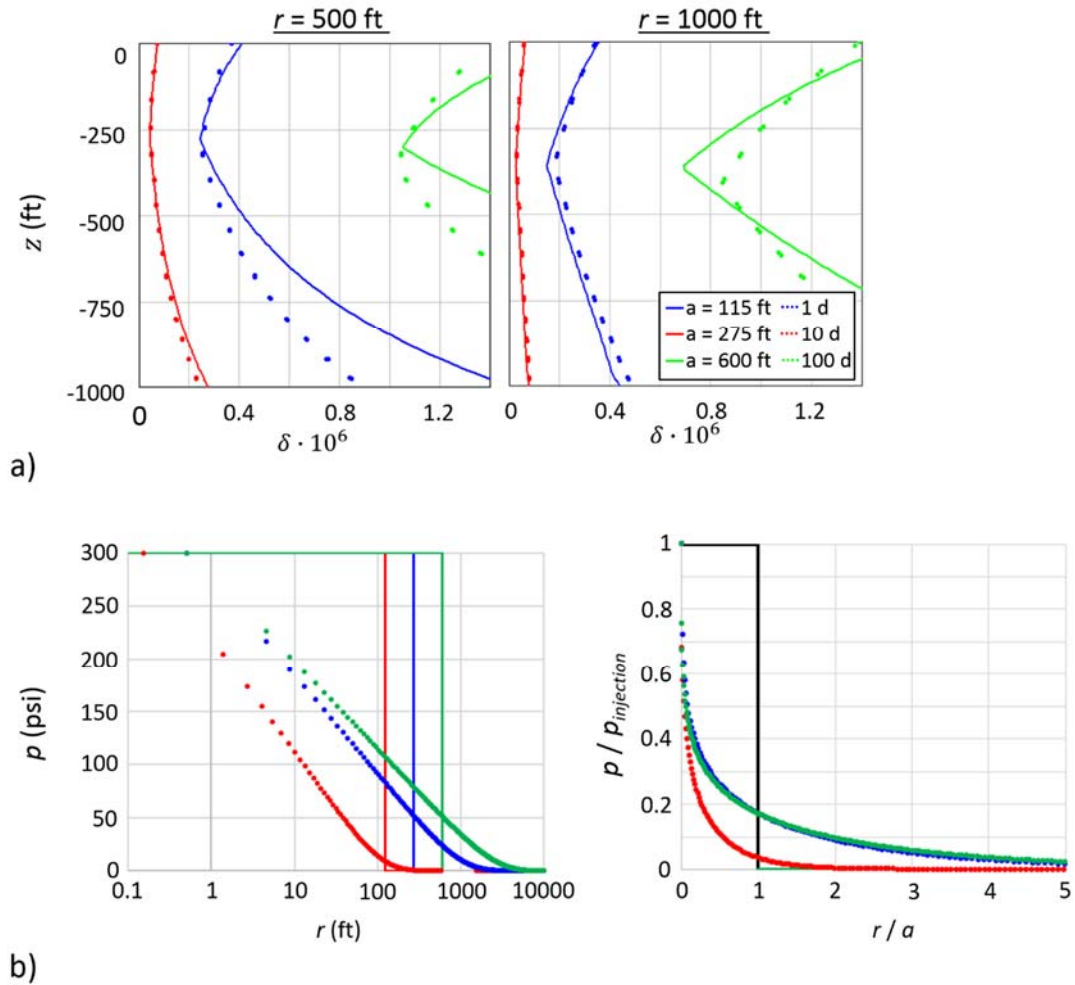 r = 500 ft
r = 1000 ft
z (ft)
0
-250
-500
-750
-1000
0
0.4
0.8
1.2
0
0.4
0.8
1.2
δ · 10⁶
δ · 10⁶
a = 115 ft
1 d
a = 275 ft
10 d
a = 600 ft
100 d
a)
p (psi)
300
250
200
150
100
50
0
0.1
1
10
100
1000
10000
r (ft)
p / pinjection
1
0.8
0.6
0.4
0.2
0
0
1
2
3
4
5
r / a
b)